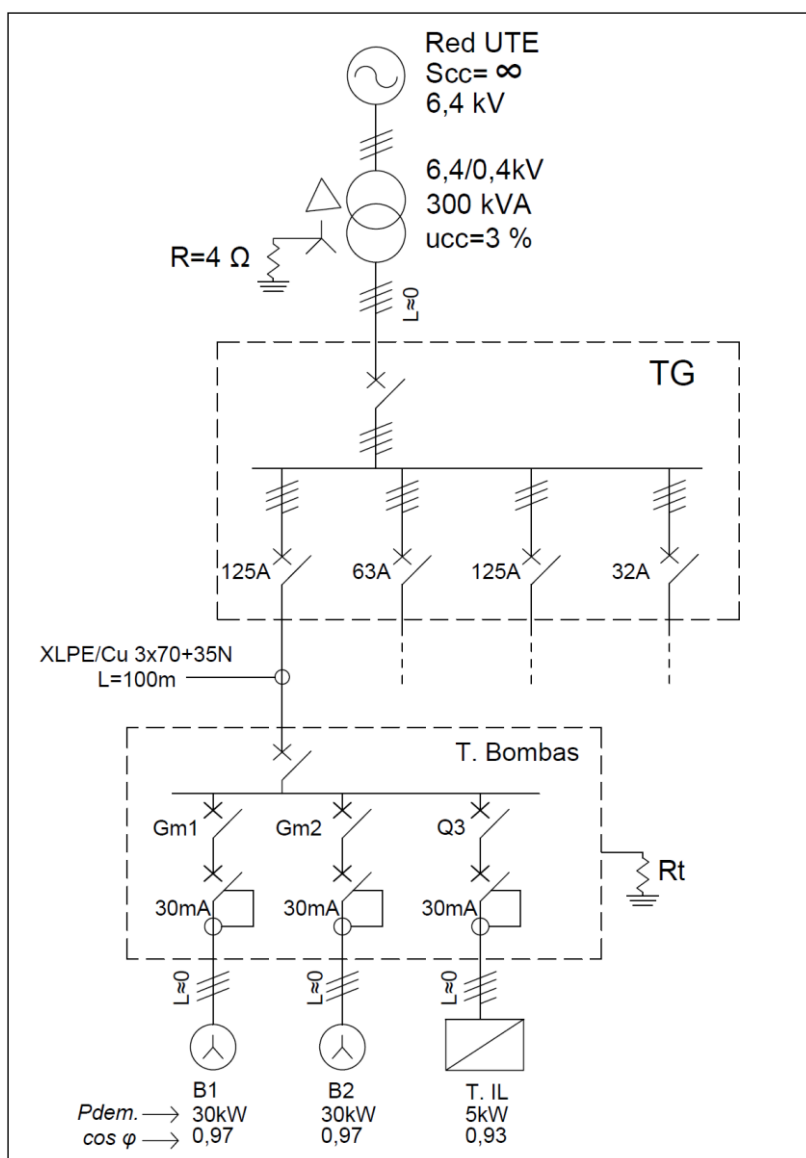 Red UTE
Scc= ∞
6,4 kV
6,4/0,4kV
300 kVA
ucc=3 %
R=4 Ω
L≈0
TG
125A
63A
125A
32A
XLPE/Cu 3x70+35N
L=100m
T. Bombas
Gm1
Gm2
Q3
Rt
30mA
30mA
30mA
L≈0
L≈0
L≈0
B1
B2
T. IL
Pdem. 30kW 30kW 5kW
cos φ 0,97 0,97 0,93